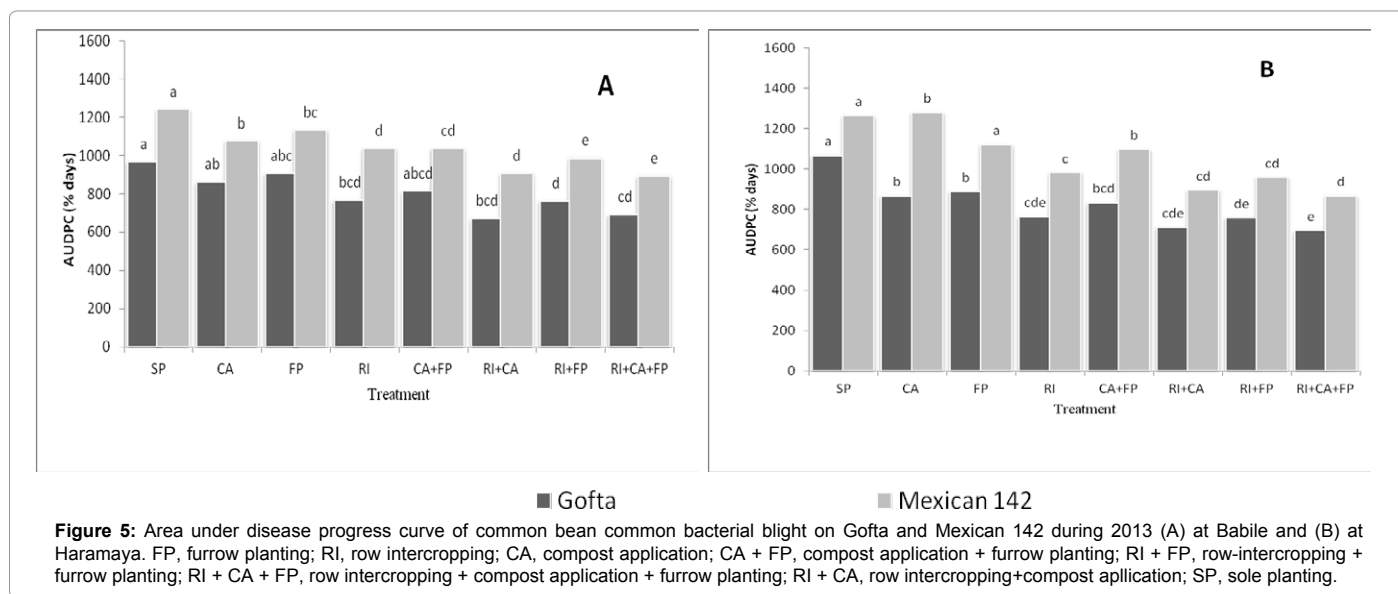 1600
1400
1200
1000
800
600
400
200
0
AUDPC (% days)
A
a a
ab b
abc bc
bcd d
abcd cd
bcd d
d e
cd e
SP CA FP RI CA+FP RI+CA RI+FP RI+CA+FP
Treatment
1600
1400
1200
1000
800
600
400
200
0
AUDPC (% days)
B
a a
b b
b a
cde c
bcd b
cde cd
de cd
e d
SP CA FP RI CA+FP RI+CA RI+FP RI+CA+FP
Treatment
Gofta Mexican 142
Figure 5: Area under disease progress curve of common bean common bacterial blight on Gofta and Mexican 142 during 2013 (A) at Babile and (B) at
Haramaya. FP, furrow planting; RI, row intercropping; CA, compost application; CA + FP, compost application + furrow planting; RI + FP, row-intercropping +
furrow planting; RI + CA + FP, row intercropping + compost application + furrow planting; RI + CA, row intercropping+compost apllication; SP, sole planting.